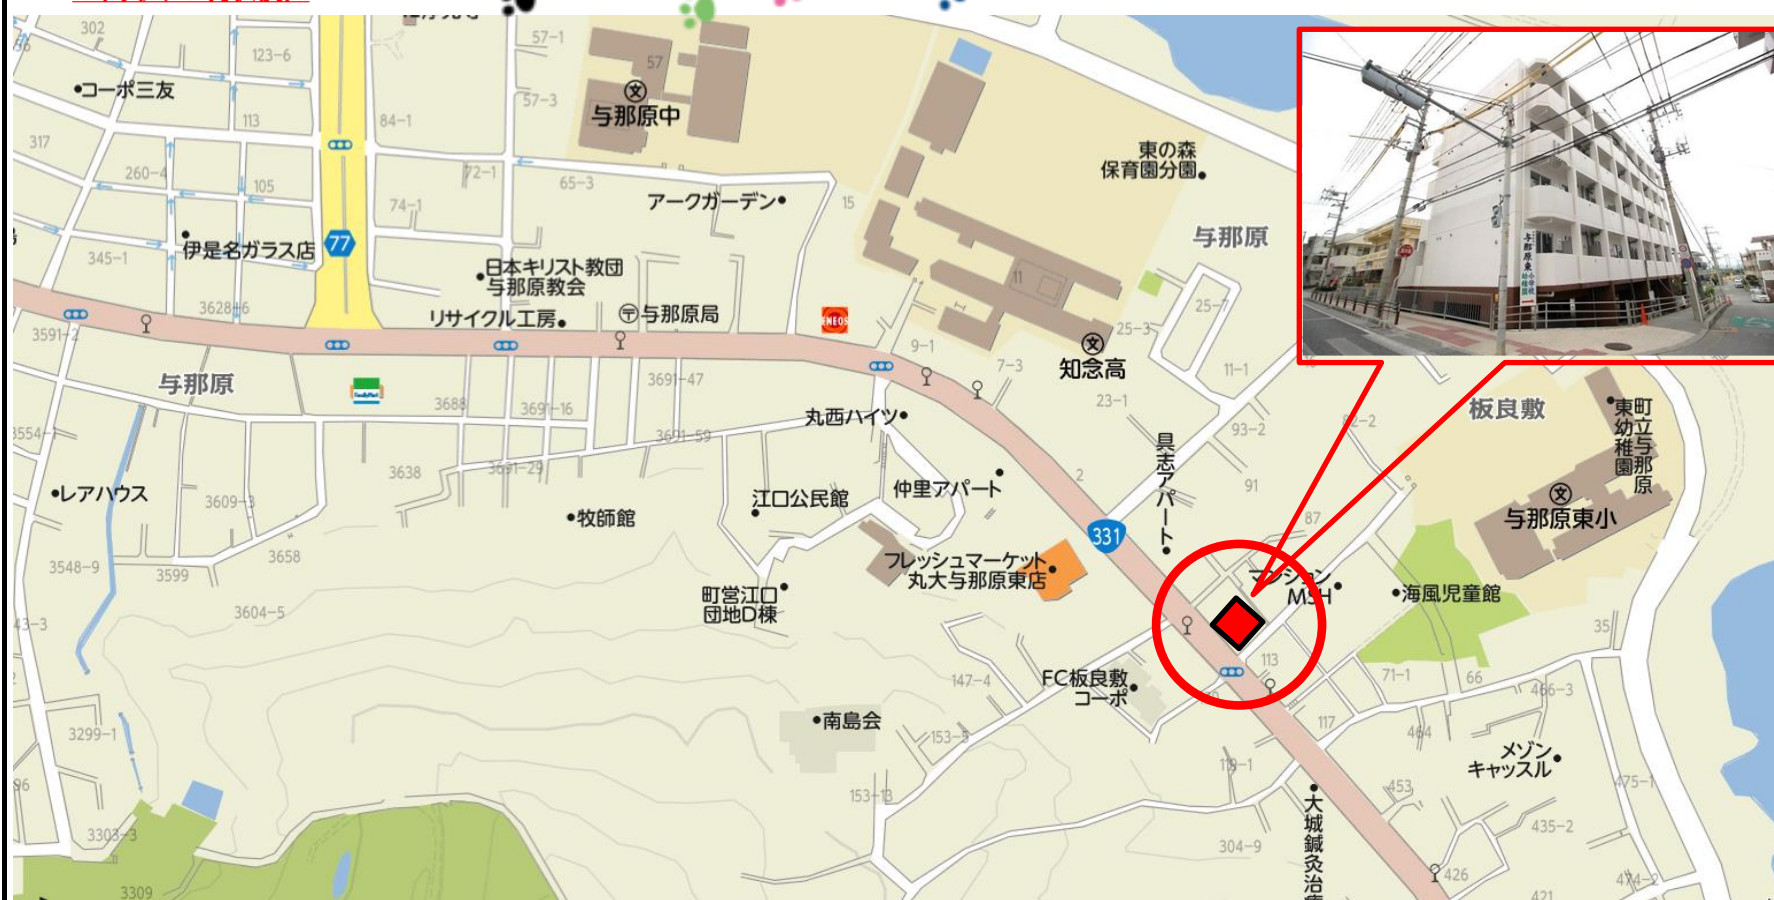 302
57-1
123-6
57
コーポ三友
57-3
与那原中
113
84-1
東の森
保育園分園
317
260-4
105
72-1
65-3
アークガーデン
15
74-1
与那原
77
伊是名ガラス店
345-1
日本キリスト教団
与那原教会
11
25-7
3628-6
リサイクル工房
〒与那原局
ENEOS
25-3
3591-2
9-1
知念高
7-3
11-1
与那原
FamilyMart
3691-47
23-1
3688
3691-16
丸西ハイツ
93-2
板良敷
町立与那原
東幼稚園
3554-1
3691-59
具志アパート
2
3638
3691-29
91
レアハウス
3609-3
江口公民館
仲里アパート
牧師館
87
与那原東小
331
3658
3548-9
3599
フレッシュマーケット
丸大与那原東店
マンション
MSH
海風児童館
町営江口
団地D棟
3604-5
43-3
35
113
FC板良敷
コーポ
147-4
71-1
66
466-3
南島会
117
153-5
464
3299-1
メゾン
キャッスル
119-1
96
153-13
453
475-1
大城鍼灸治
435-2
3303-3
304-9
426
474-2
3309
421
与那原東
小学校
幼稚園